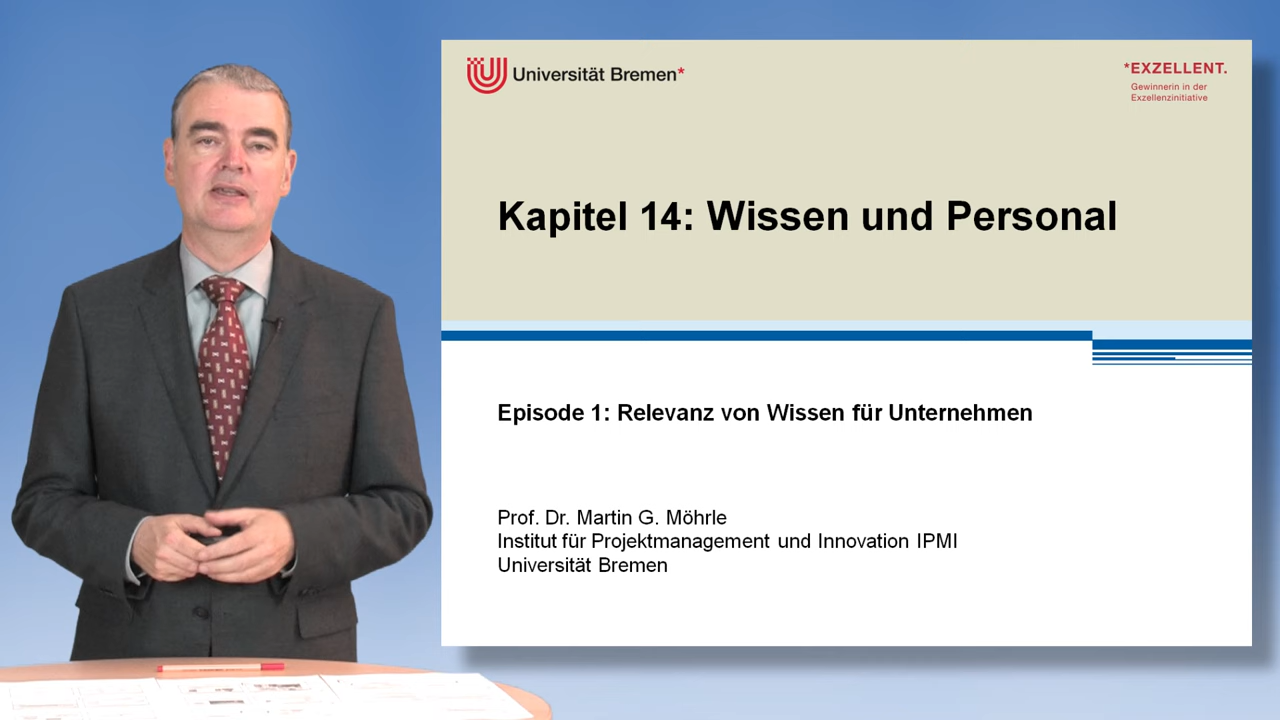 Universität Bremen*
*EXZELLENT.
Gewinnerin in der
Exzellenzinitiative
Kapitel 14: Wissen und Personal
Episode 1: Relevanz von Wissen für Unternehmen
Prof. Dr. Martin G. Möhrle
Institut für Projektmanagement und Innovation IPMI
Universität Bremen